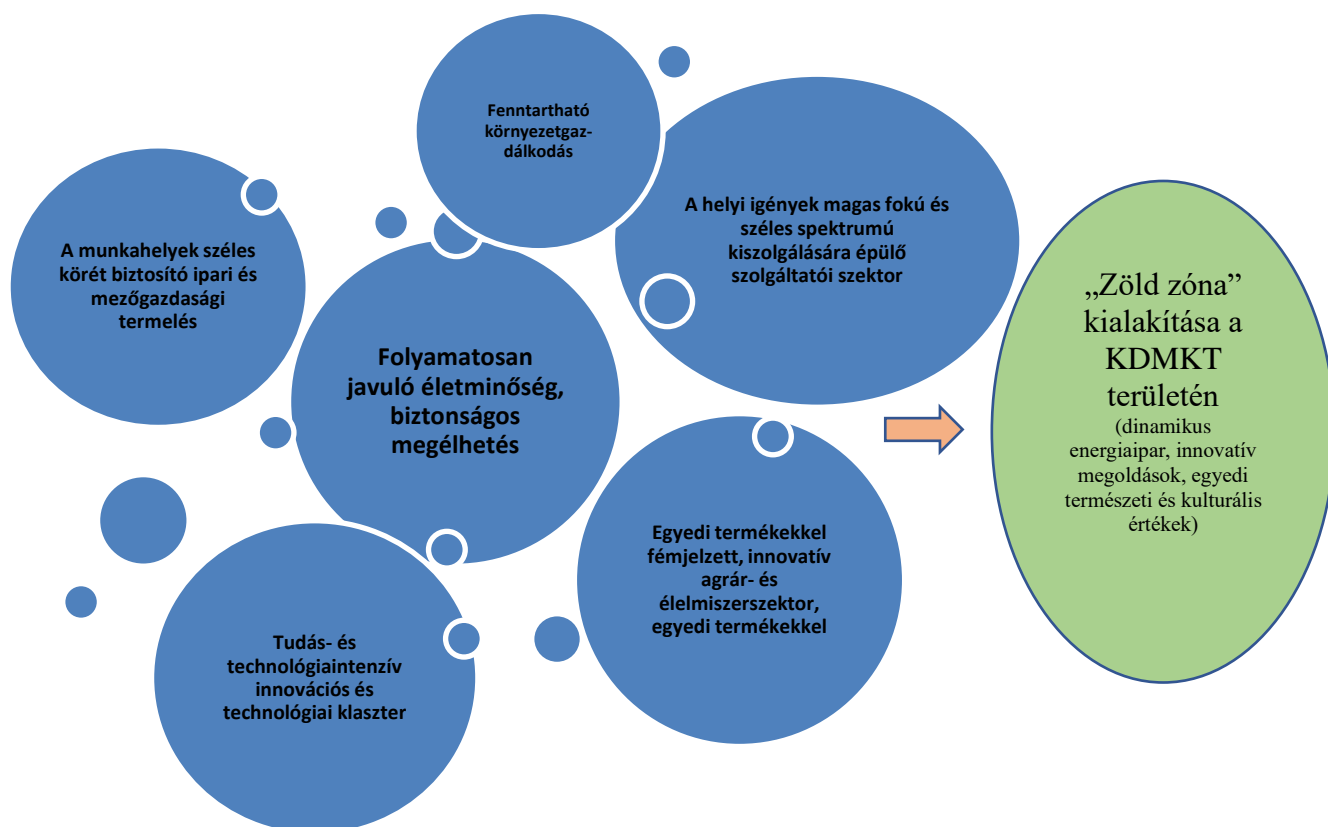 Fenntartható
környezetgaz-
dálkodás
A munkahelyek széles
körét biztosító ipari és
mezőgazdasági
termelés
A helyi igények magas fokú és
széles spektrumú
kiszolgálására épülő
szolgáltatói szektor
Folyamatosan
javuló életminőség,
biztonságos
megélhetés
Egyedi termékekkel
fémjelzett, innovatív
agrár- és
élelmiszerszektor,
egyedi termékekkel
Tudás- és
technológiaintenzív
innovációs és
technológiai klaszter
„Zöld zóna”
kialakítása a
KDMKT
területén
(dinamikus
energiaipar, innovatív
megoldások, egyedi
természeti és kulturális
értékek)